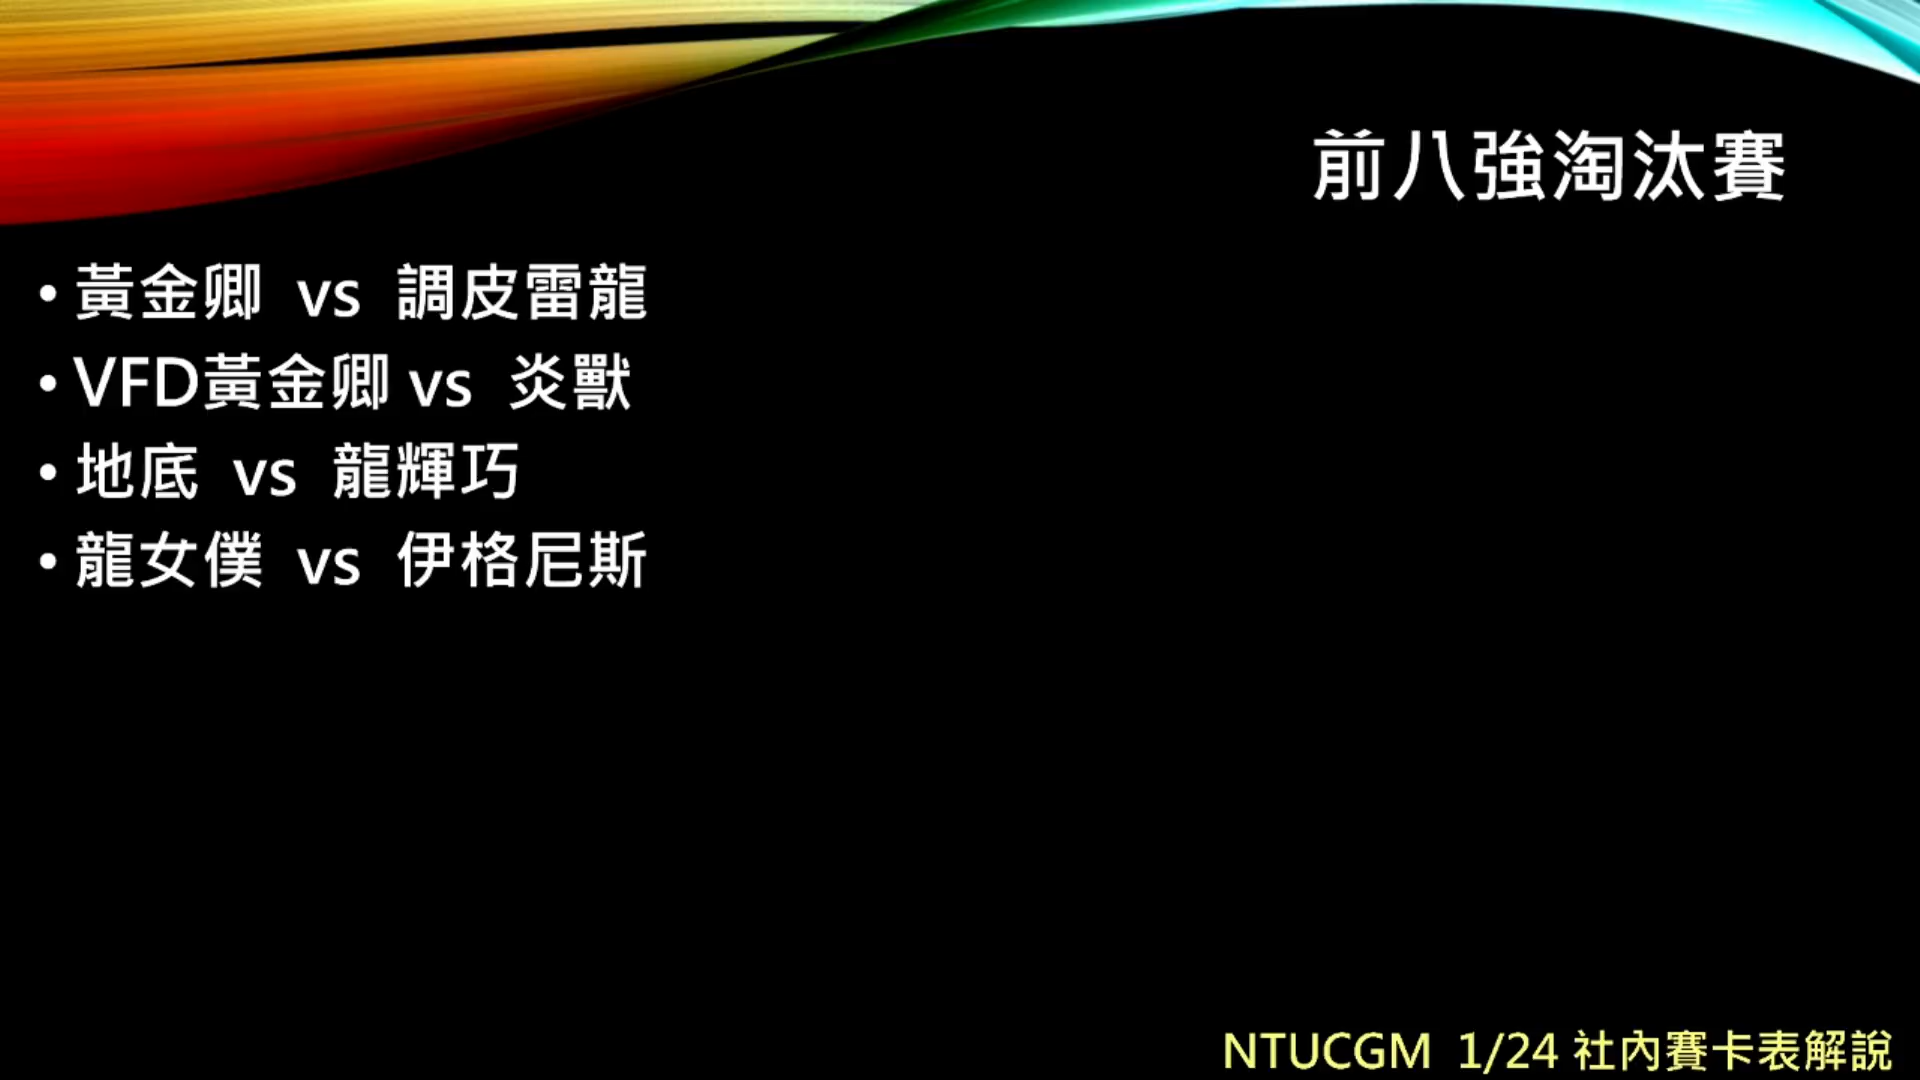 前八強淘汰賽
• 黃金卿 vs 調皮雷龍
• VFD黃金卿 vs 炎獸
• 地底 vs 龍輝巧
• 龍女僕 vs 伊格尼斯
NTUCGM 1/24 社內賽卡表解說